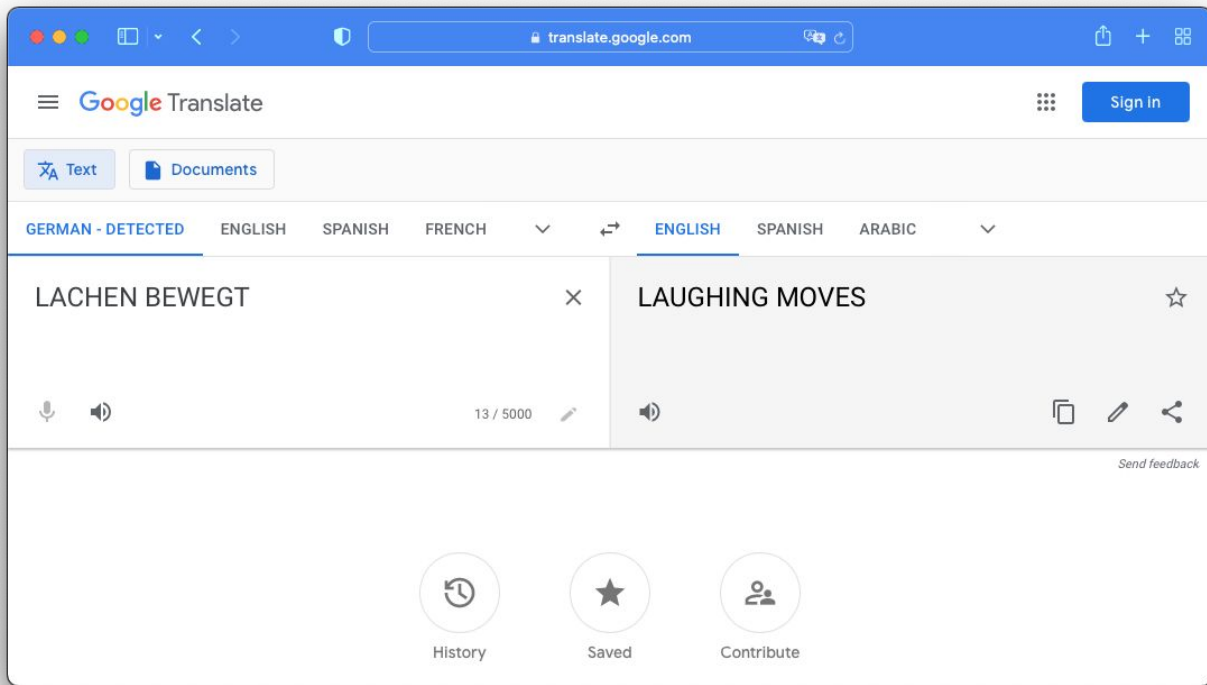 translate.google.com
Google Translate
Sign in
Text Documents
GERMAN - DETECTED ENGLISH SPANISH FRENCH ENGLISH SPANISH ARABIC
LACHEN BEWEGT LAUGHING MOVES
13 / 5000
Send feedback
History Saved Contribute